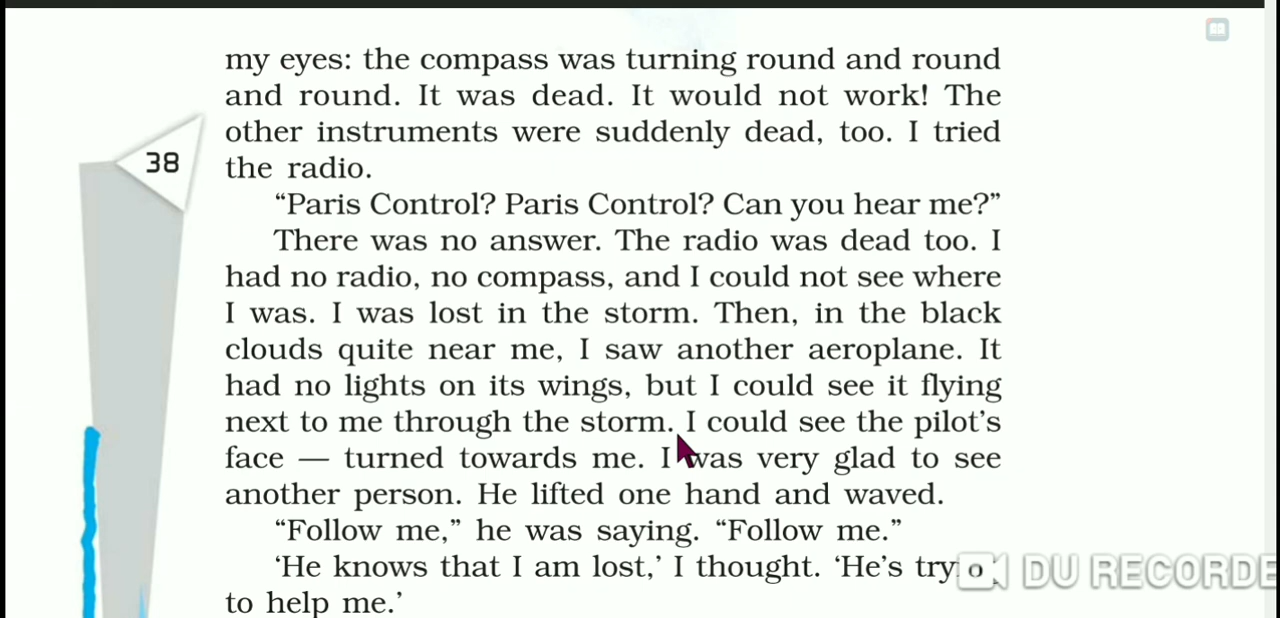 my eyes: the compass was turning round and round
and round. It was dead. It would not work! The
other instruments were suddenly dead, too. I tried
38
the radio.
“Paris Control? Paris Control? Can you hear me?”
There was no answer. The radio was dead too. I
had no radio, no compass, and I could not see where
I was. I was lost in the storm. Then, in the black
clouds quite near me, I saw another aeroplane. It
had no lights on its wings, but I could see it flying
next to me through the storm. I could see the pilot’s
face — turned towards me. I was very glad to see
another person. He lifted one hand and waved.
“Follow me,” he was saying. “Follow me.”
‘He knows that I am lost,’ I thought. ‘He’s
DU RECORDE
to help me.’